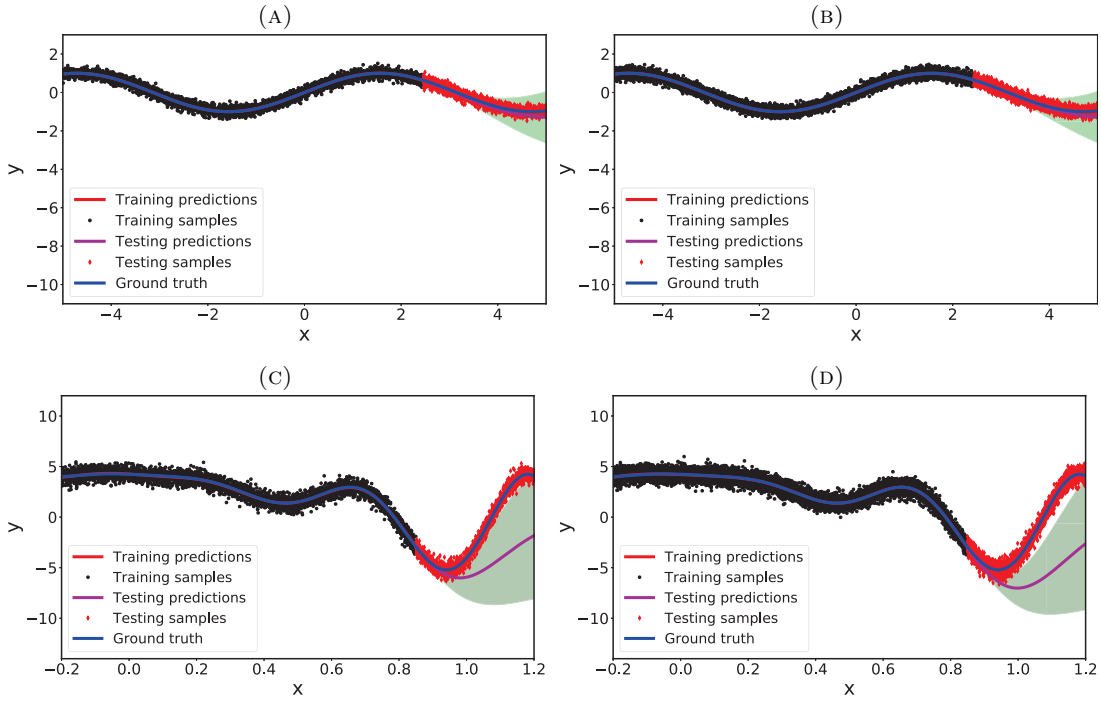 (A)
2
0
−2
−4
−6
−8
−10
y
Training predictions
Training samples
Testing predictions
Testing samples
Ground truth
−4 −2 0 2 4
x
(B)
2
0
−2
−4
−6
−8
−10
y
Training predictions
Training samples
Testing predictions
Testing samples
Ground truth
−4 −2 0 2 4
x
(C)
10
5
0
−5
−10
y
Training predictions
Training samples
Testing predictions
Testing samples
Ground truth
−0.2 0.0 0.2 0.4 0.6 0.8 1.0 1.2
x
(D)
10
5
0
−5
−10
y
Training predictions
Training samples
Testing predictions
Testing samples
Ground truth
−0.2 0.0 0.2 0.4 0.6 0.8 1.0 1.2
x